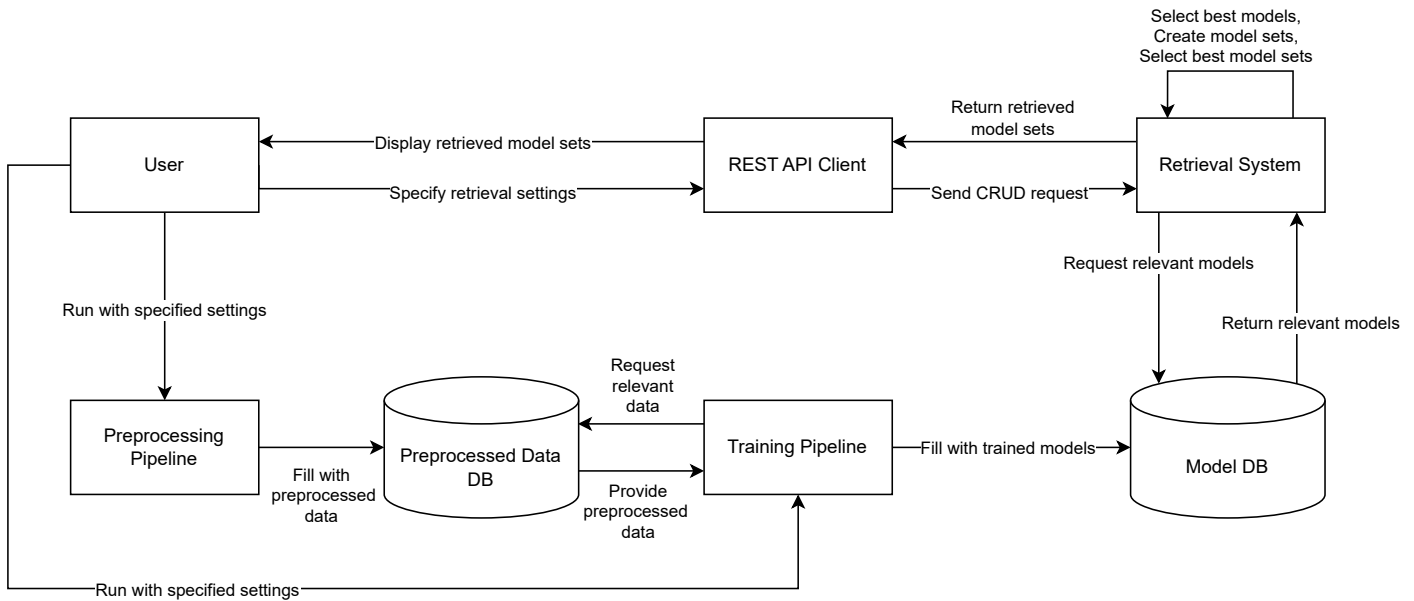 Select best models,
Create model sets,
Select best model sets
Return retrieved
model sets
User
Display retrieved model sets
REST API Client
Retrieval System
Specify retrieval settings
Send CRUD request
Request relevant models
Run with specified settings
Return relevant models
Request
relevant
data
Preprocessing
Pipeline
Preprocessed Data
DB
Training Pipeline
Fill with trained models
Model DB
Fill with
preprocessed
data
Provide
preprocessed
data
Run with specified settings